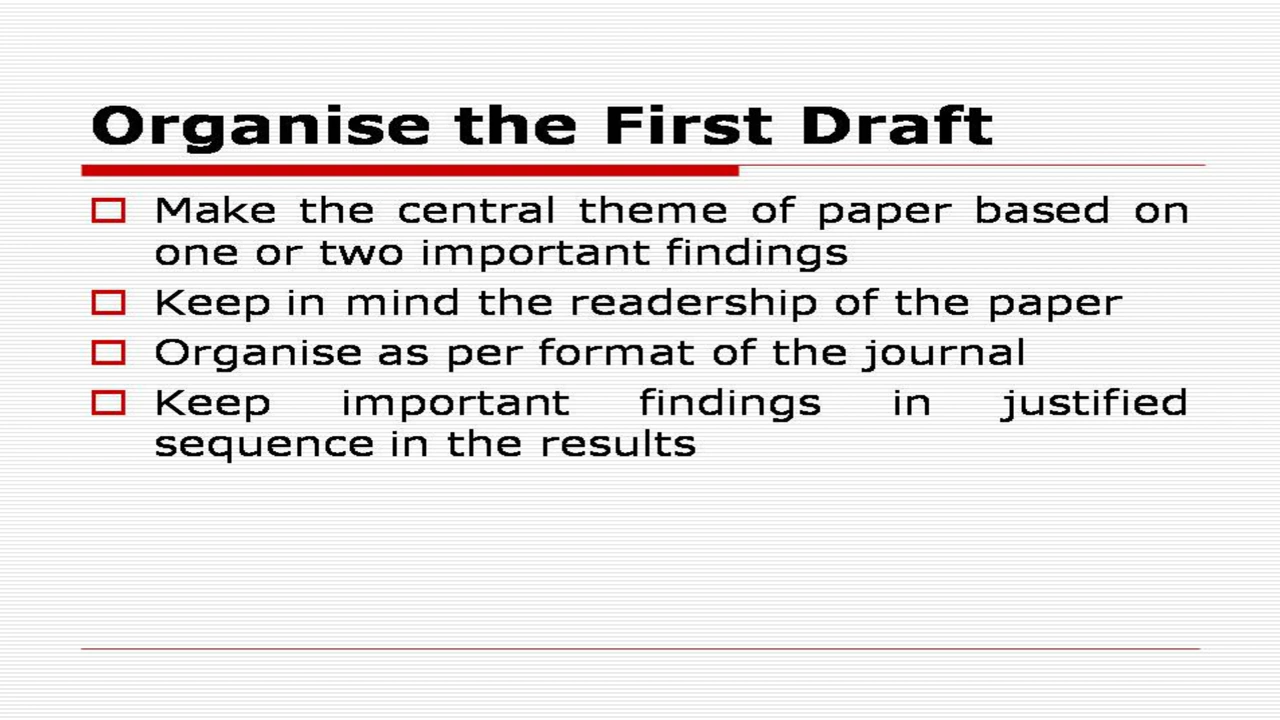 Organise the First Draft
Make the central theme of paper based on
one or two important findings
Keep in mind the readership of the paper
Organise as per format of the journal
Keep important findings in justified
sequence in the results